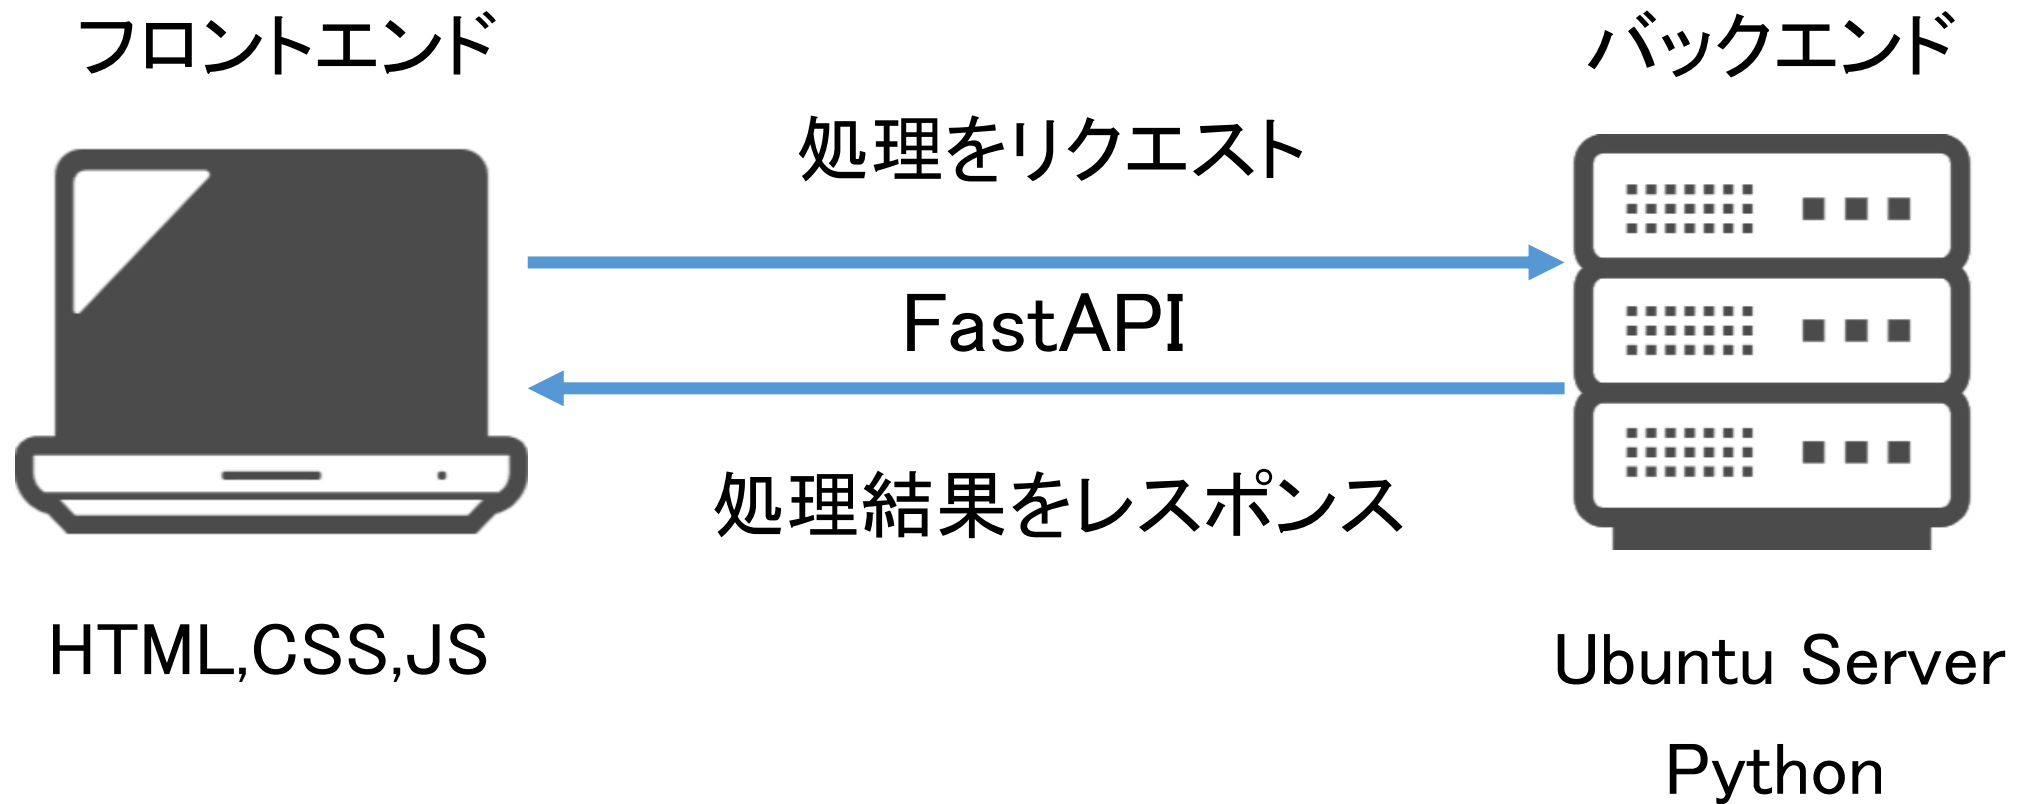 フロントエンド
バックエンド
処理をリクエスト
FastAPI
処理結果をレスポンス
HTML,CSS,JS
Ubuntu Server
Python